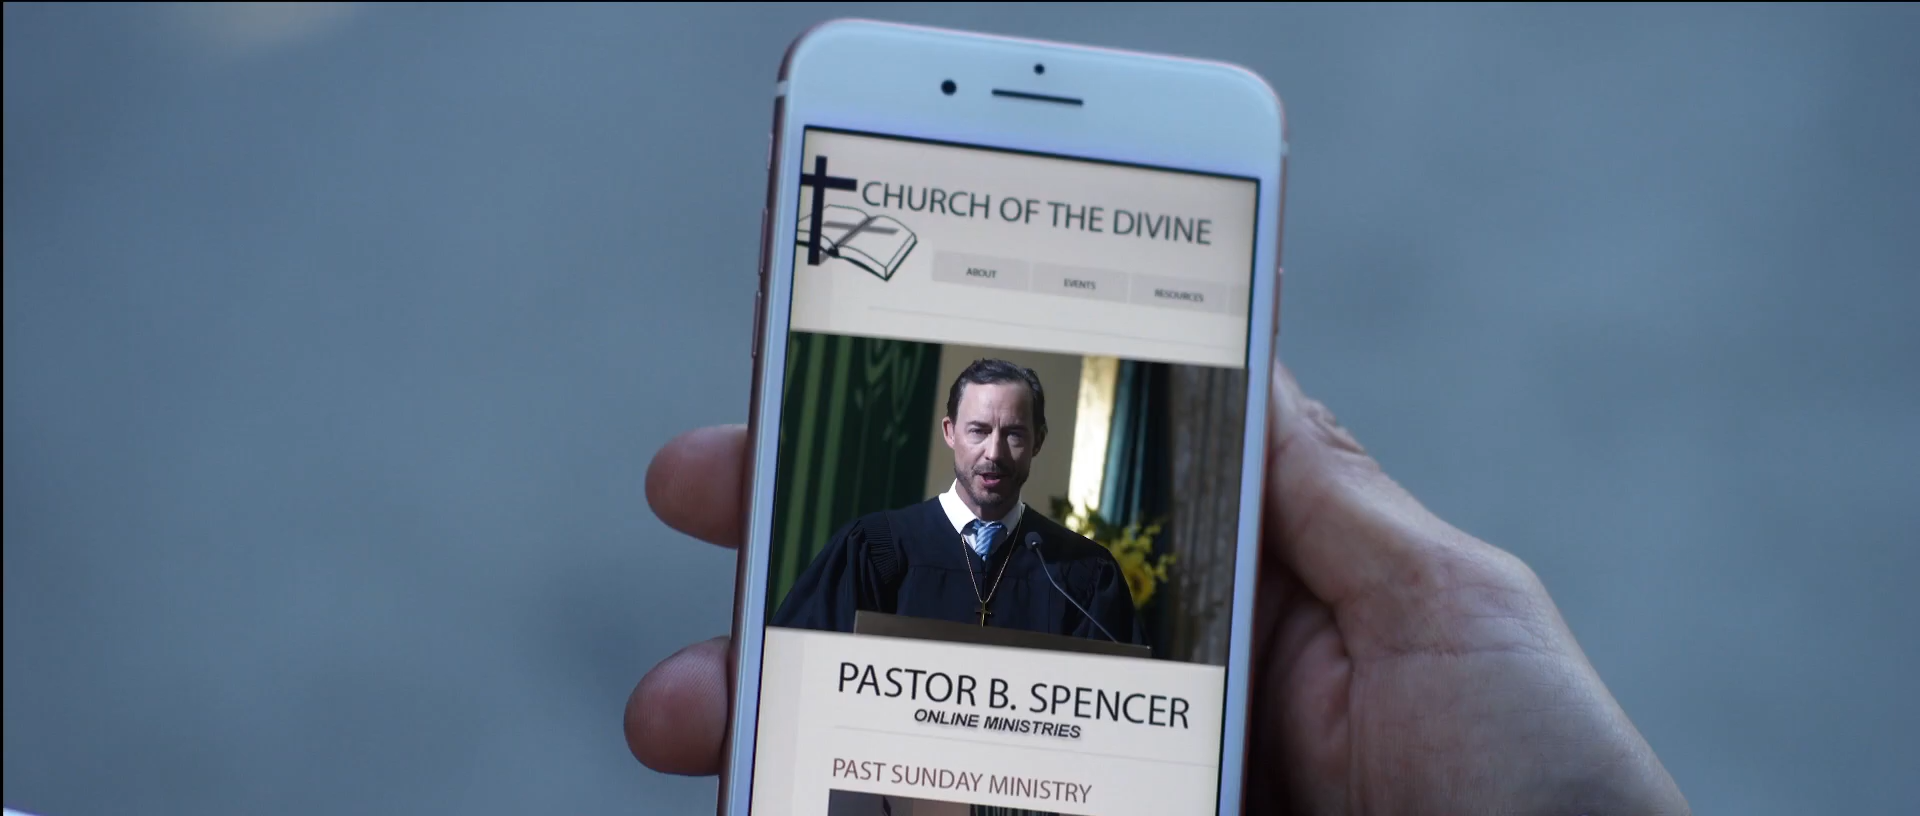 CHURCH OF THE DIVINE
ABOUT
EVENTS
RESOURCES
PASTOR B. SPENCER
ONLINE MINISTRIES
PAST SUNDAY MINISTRY